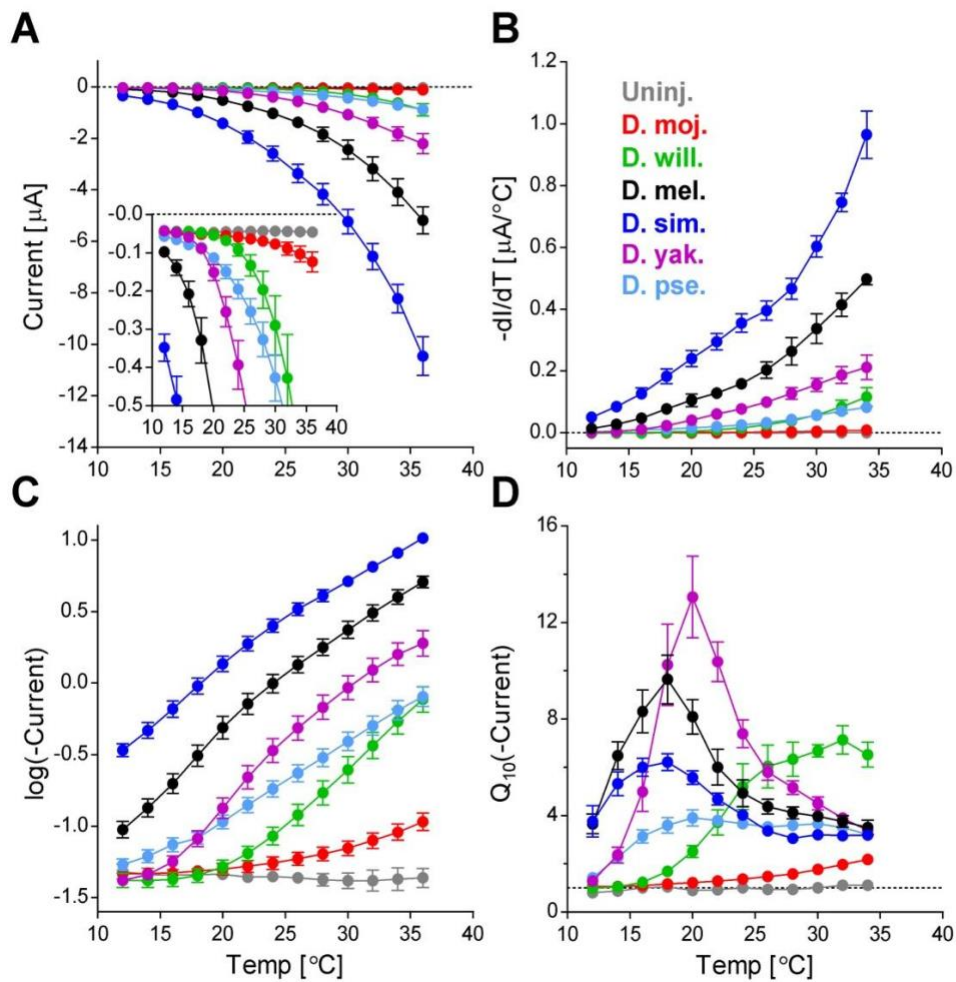 A
Current [μA]
0
-2
-4
-6
-8
-10
-12
-14
-0.0
-0.1
-0.2
-0.3
-0.4
-0.5
10 15 20 25 30 35 40
10 15 20 25 30 35 40
B
-dI/dT [μA/°C]
1.2
1.0
0.8
0.6
0.4
0.2
0.0
Uninj.
D. moj.
D. will.
D. mel.
D. sim.
D. yak.
D. pse.
10 15 20 25 30 35 40
C
log(-Current)
1.0
0.5
0.0
-0.5
-1.0
-1.5
10 15 20 25 30 35 40
Temp [°C]
D
Q10(-Current)
16
12
8
4
0
10 15 20 25 30 35 40
Temp [°C]